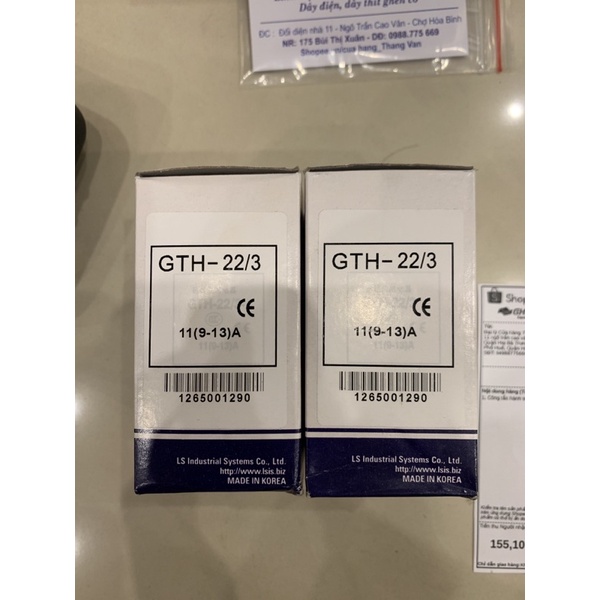 Dây điện, dây thít ghen co
ĐC : Đối diện nhà 11 - Ngõ Trần Cao Vân - Chợ Hòa Bình
NR: 175 Bùi Thị Xuân - DĐ: 0988.775 669
GTH-22/3
CE
11(9-13)A
1265001290
LS Industrial Systems Co., Ltd.
http://www.lsis.biz
MADE IN KOREA
GTH-22/3
CE
11(9-13)A
1265001290
LS Industrial Systems Co., Ltd.
http://www.lsis.biz
MADE IN KOREA
Shop
155,10